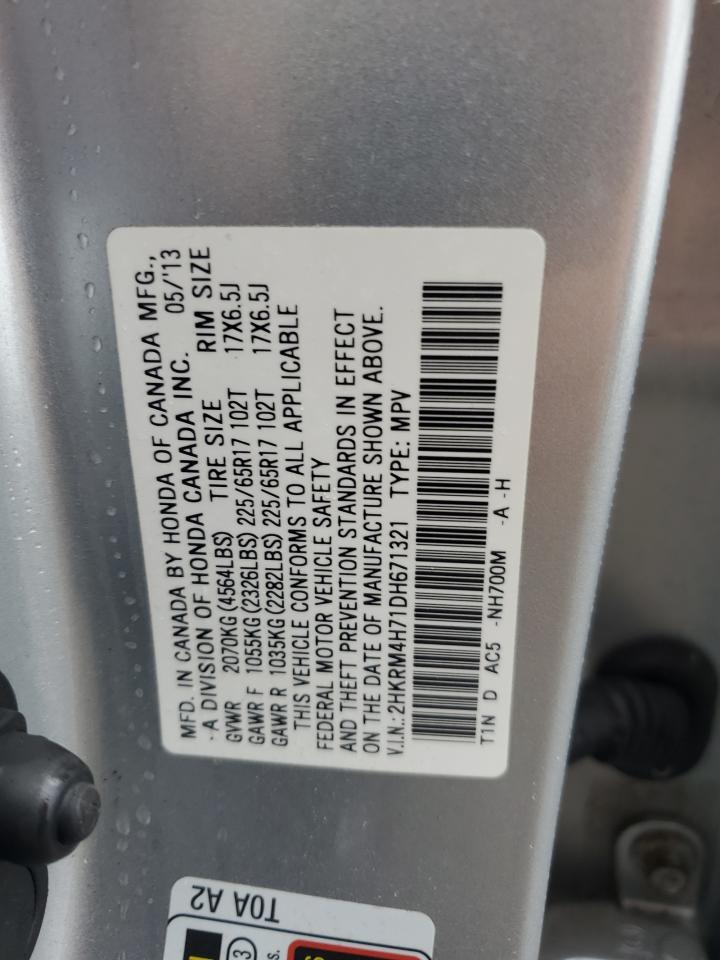 MFD. IN CANADA BY HONDA OF CANADA MFG.,
- A DIVISION OF HONDA CANADA INC. 05/'13
GVWR 2070KG (4564LBS) TIRE SIZE RIM SIZE
GAWR F 1055KG (2326LBS) 225/65R17 102T 17X6.5J
GAWR R 1035KG (2282LBS) 225/65R17 102T 17X6.5J
THIS VEHICLE CONFORMS TO ALL APPLICABLE
FEDERAL MOTOR VEHICLE SAFETY
AND THEFT PREVENTION STANDARDS IN EFFECT
ON THE DATE OF MANUFACTURE SHOWN ABOVE.
V.I.N.:2HKRM4H71DH671321 TYPE: MPV
T1N D AC5 -NH700M -A -H
T0A A2
3
s.